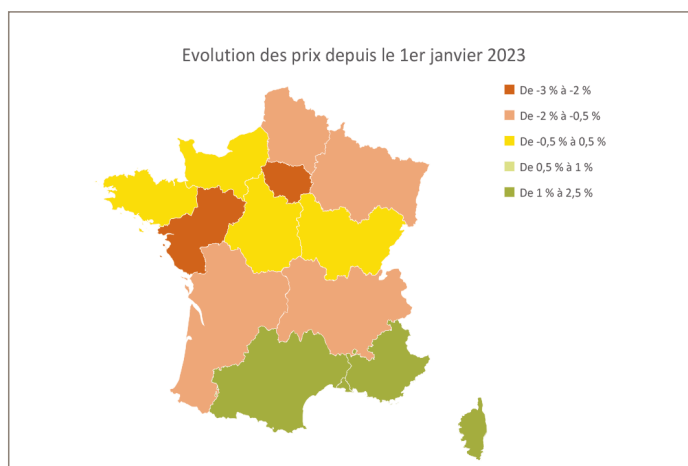 Evolution des prix depuis le 1er janvier 2023
De -3 % à -2 %
De -2 % à -0,5 %
De -0,5 % à 0,5 %
De 0,5 % à 1 %
De 1 % à 2,5 %